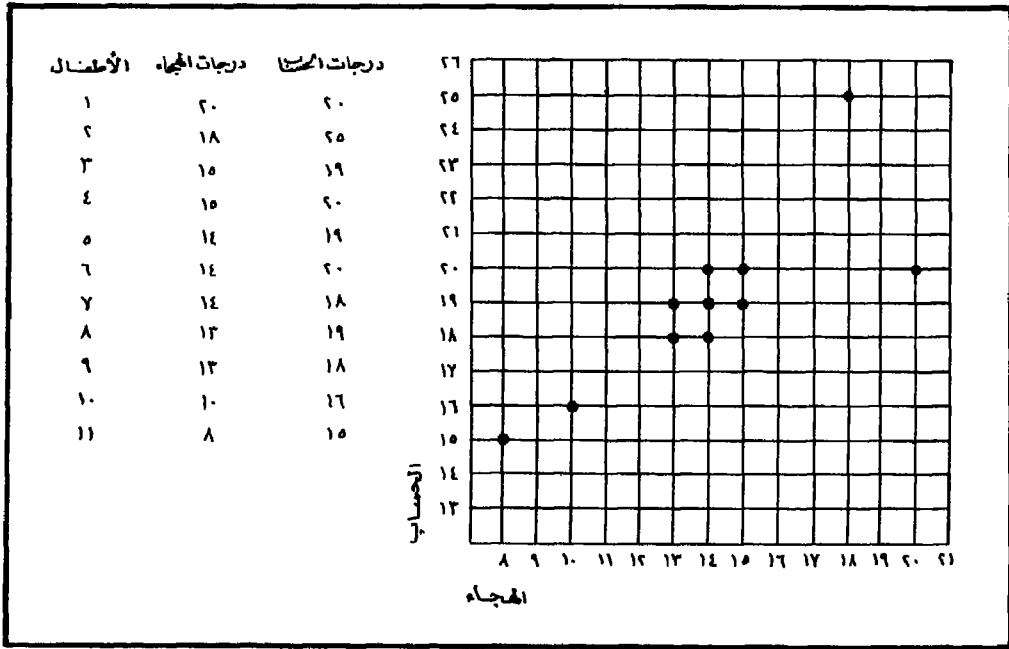 الأطفال درجات الهجاء درجات الحساب
١ ٢٠ ٢٠
٢ ١٨ ٢٥
٣ ١٥ ١٩
٤ ١٥ ٢٠
٥ ١٤ ١٩
٦ ١٤ ٢٠
٧ ١٤ ١٨
٨ ١٣ ١٩
٩ ١٣ ١٨
١٠ ١٠ ١٦
١١ ٨ ١٥
٢٦
٢٥
٢٤
٢٣
٢٢
٢١
٢٠
١٩
١٨
١٧
١٦
١٥
١٤
١٣
الحساب
٨ ٩ ١٠ ١١ ١٢ ١٣ ١٤ ١٥ ١٦ ١٧ ١٨ ١٩ ٢٠ ٢١
الهجاء